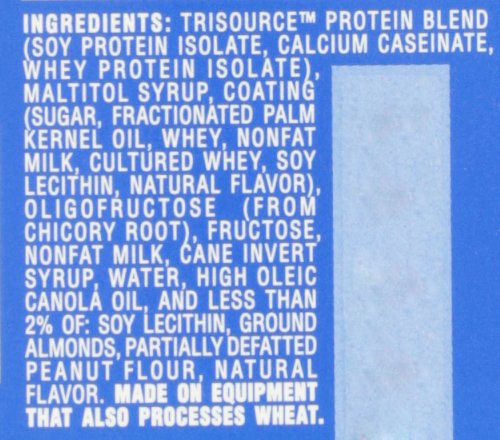 INGREDIENTS: TRISOURCE™ PROTEIN BLEND
(SOY PROTEIN ISOLATE, CALCIUM CASEINATE,
WHEY PROTEIN ISOLATE),
MALTITOL SYRUP, COATING
(SUGAR, FRACTIONATED PALM
KERNEL OIL, WHEY, NONFAT
MILK, CULTURED WHEY, SOY
LECITHIN, NATURAL FLAVOR),
OLIGOFRUCTOSE (FROM
CHICORY ROOT), FRUCTOSE,
NONFAT MILK, CANE INVERT
SYRUP, WATER, HIGH OLEIC
CANOLA OIL, AND LESS THAN
2% OF: SOY LECITHIN, GROUND
ALMONDS, PARTIALLY DEFATTED
PEANUT FLOUR, NATURAL
FLAVOR. MADE ON EQUIPMENT
THAT ALSO PROCESSES WHEAT.